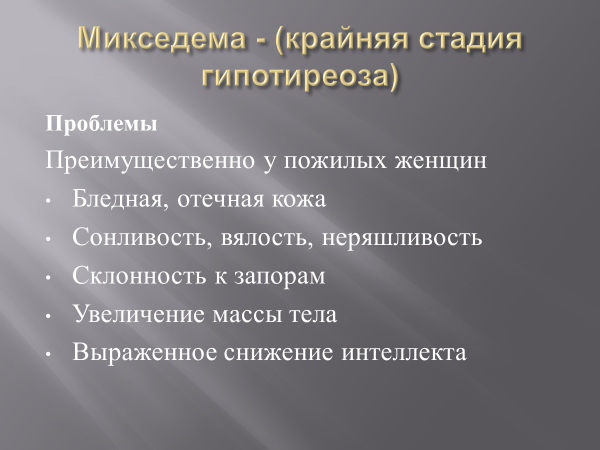 Микседема - (крайняя стадия
гипотиреоза)
Проблемы
Преимущественно у пожилых женщин
• Бледная, отечная кожа
• Сонливость, вялость, неряшливость
• Склонность к запорам
• Увеличение массы тела
• Выраженное снижение интеллекта